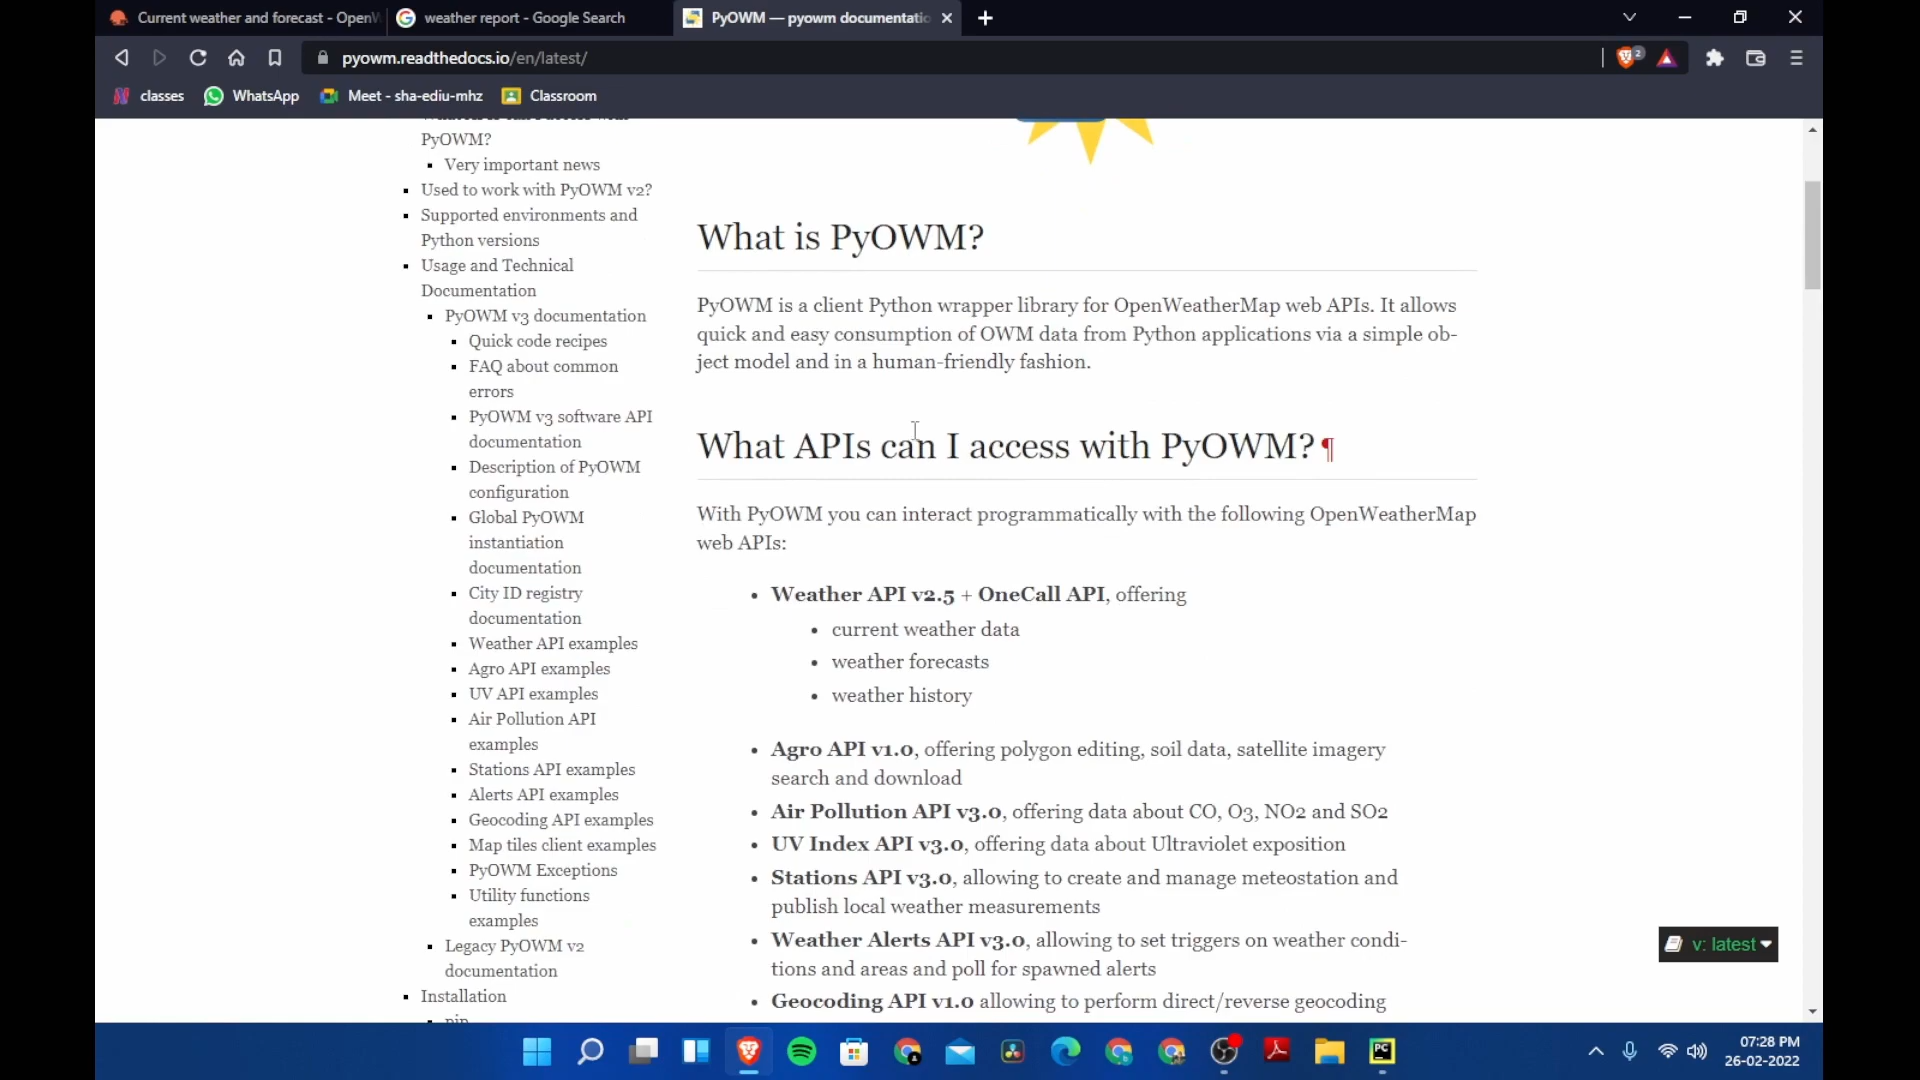 Current weather and forecast - OpenW
weather report - Google Search
PyOWM — pyowm documentatio
pyowm.readthedocs.io/en/latest/
2
classes
WhatsApp
Meet - sha-ediu-mhz
Classroom
PyOWM?
Very important news
Used to work with PyOWM v2?
Supported environments and
Python versions
Usage and Technical
Documentation
PyOWM v3 documentation
Quick code recipes
FAQ about common
errors
PyOWM v3 software API
documentation
Description of PyOWM
configuration
Global PyOWM
instantiation
documentation
City ID registry
documentation
Weather API examples
Agro API examples
UV API examples
Air Pollution API
examples
Stations API examples
Alerts API examples
Geocoding API examples
Map tiles client examples
PyOWM Exceptions
Utility functions
examples
Legacy PyOWM v2
documentation
Installation
pip
What is PyOWM?
PyOWM is a client Python wrapper library for OpenWeatherMap web APIs. It allows
quick and easy consumption of OWM data from Python applications via a simple ob-
ject model and in a human-friendly fashion.
What APIs can I access with PyOWM? ¶
With PyOWM you can interact programmatically with the following OpenWeatherMap
web APIs:
Weather API v2.5 + OneCall API, offering
current weather data
weather forecasts
weather history
Agro API v1.0, offering polygon editing, soil data, satellite imagery
search and download
Air Pollution API v3.0, offering data about CO, O3, NO2 and SO2
UV Index API v3.0, offering data about Ultraviolet exposition
Stations API v3.0, allowing to create and manage meteostation and
publish local weather measurements
Weather Alerts API v3.0, allowing to set triggers on weather condi-
tions and areas and poll for spawned alerts
Geocoding API v1.0 allowing to perform direct/reverse geocoding
v: latest
PC
07:28 PM
26-02-2022